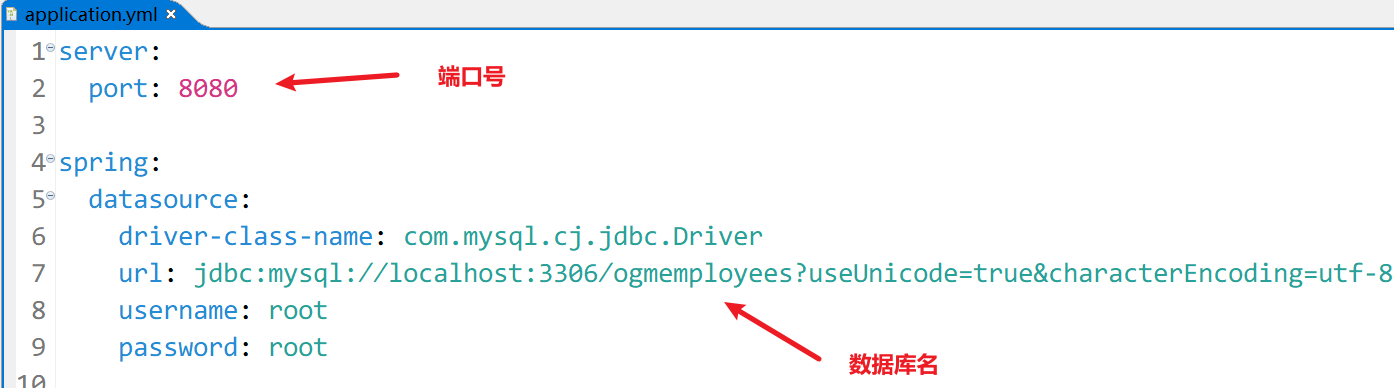 application.yml
1 server:
端口号
2 port: 8080
3
4 spring:
5 datasource:
6 driver-class-name: com.mysql.cj.jdbc.Driver
7 url: jdbc:mysql://localhost:3306/ogmemployees?useUnicode=true&characterEncoding=utf-8
8 username: root
9 password: root
数据库名
10